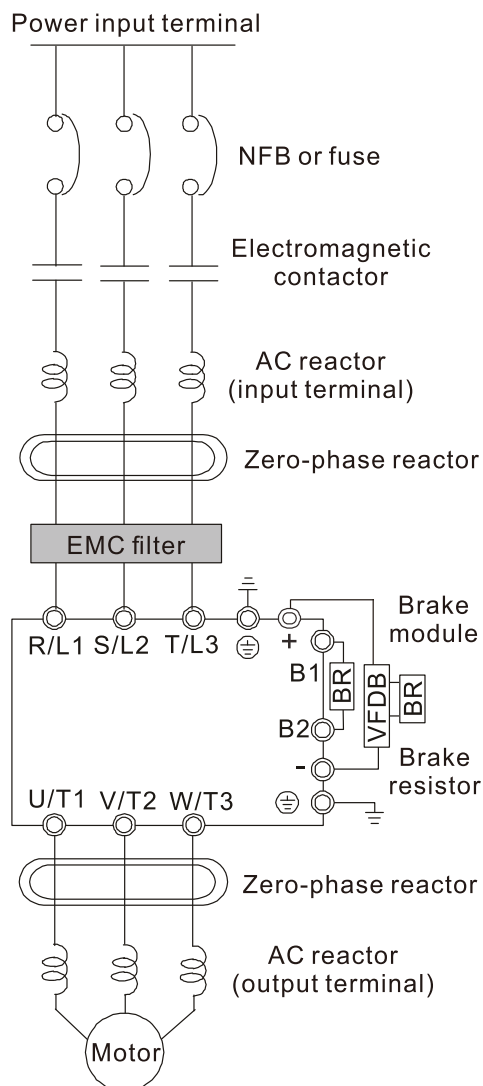 Power input terminal
NFB or fuse
Electromagnetic
contactor
AC reactor
(input terminal)
Zero-phase reactor
EMC filter
R/L1 S/L2 T/L3
+
Brake
module
B1
BR
VFDB
BR
B2
-
Brake
resistor
U/T1 V/T2 W/T3
Zero-phase reactor
AC reactor
(output terminal)
Motor